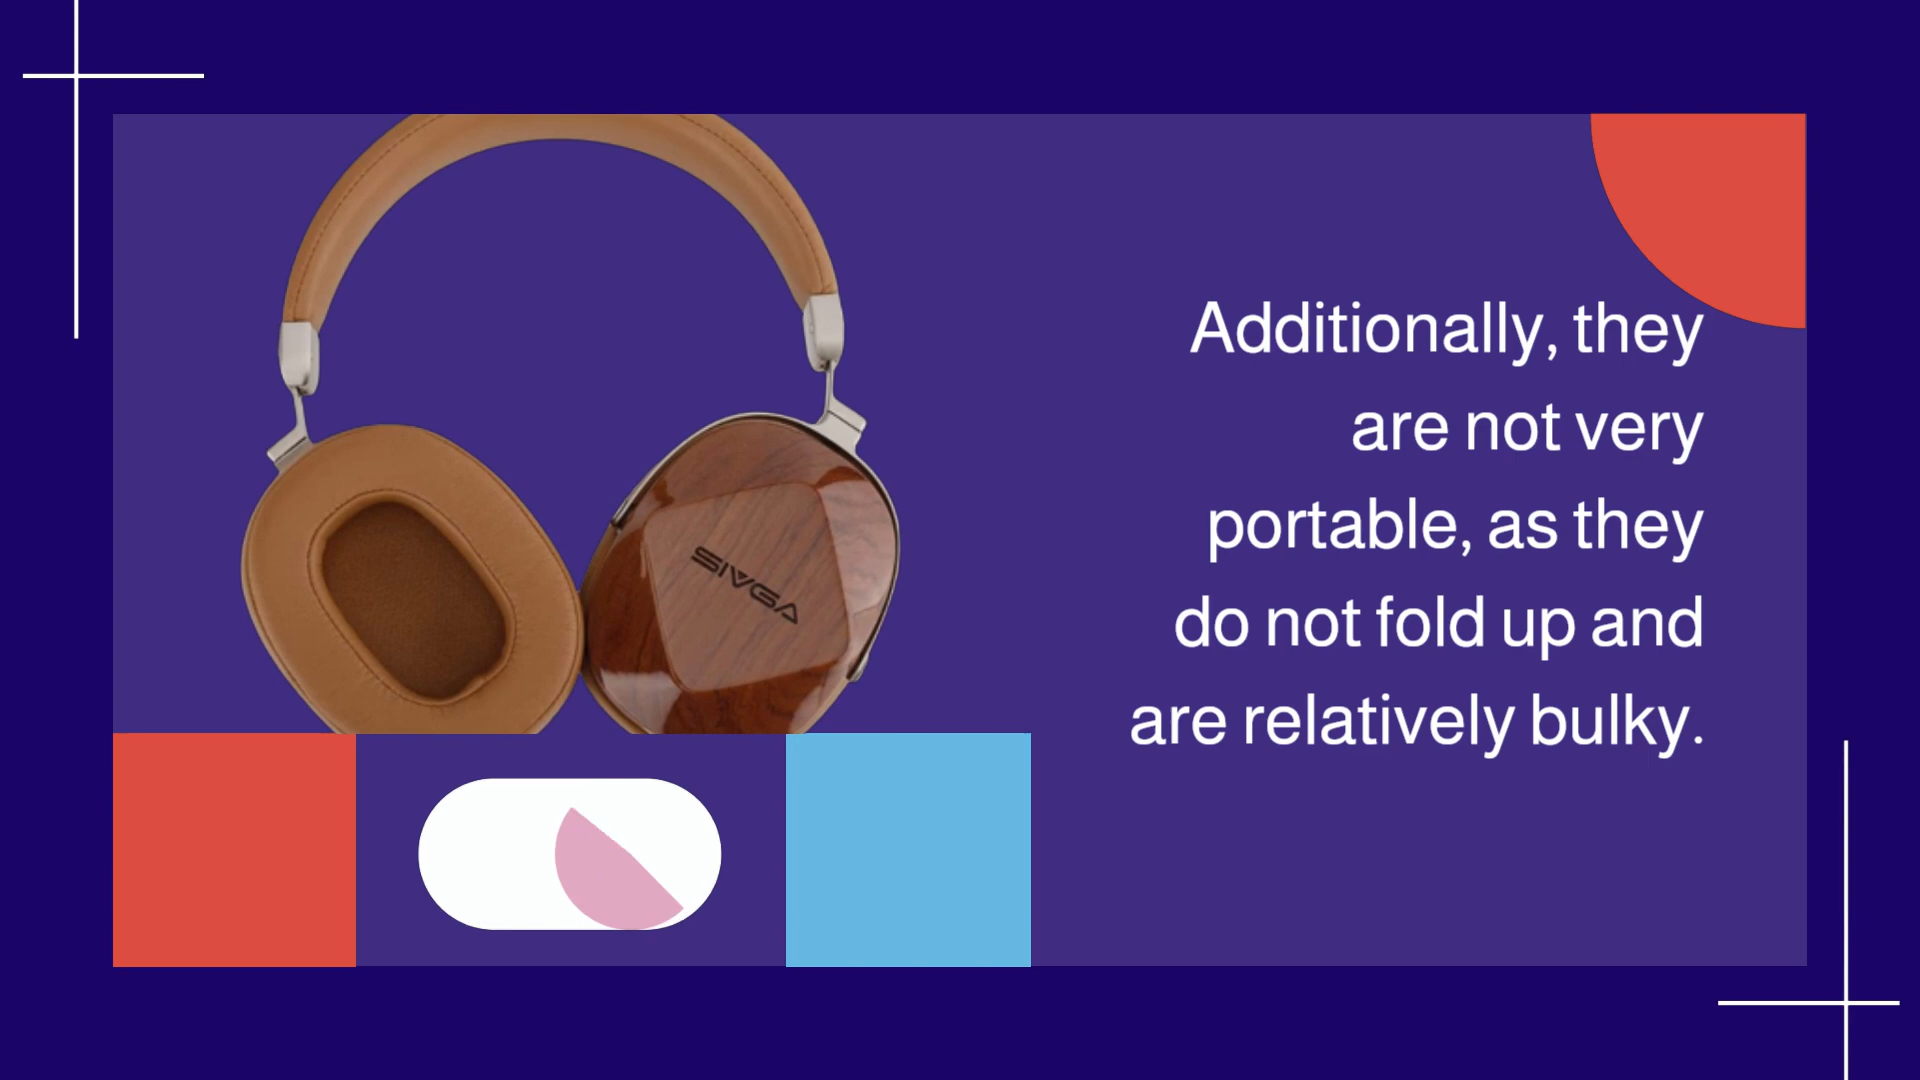 SIVGA
Additionally, they
are not very
portable, as they
do not fold up and
are relatively bulky.